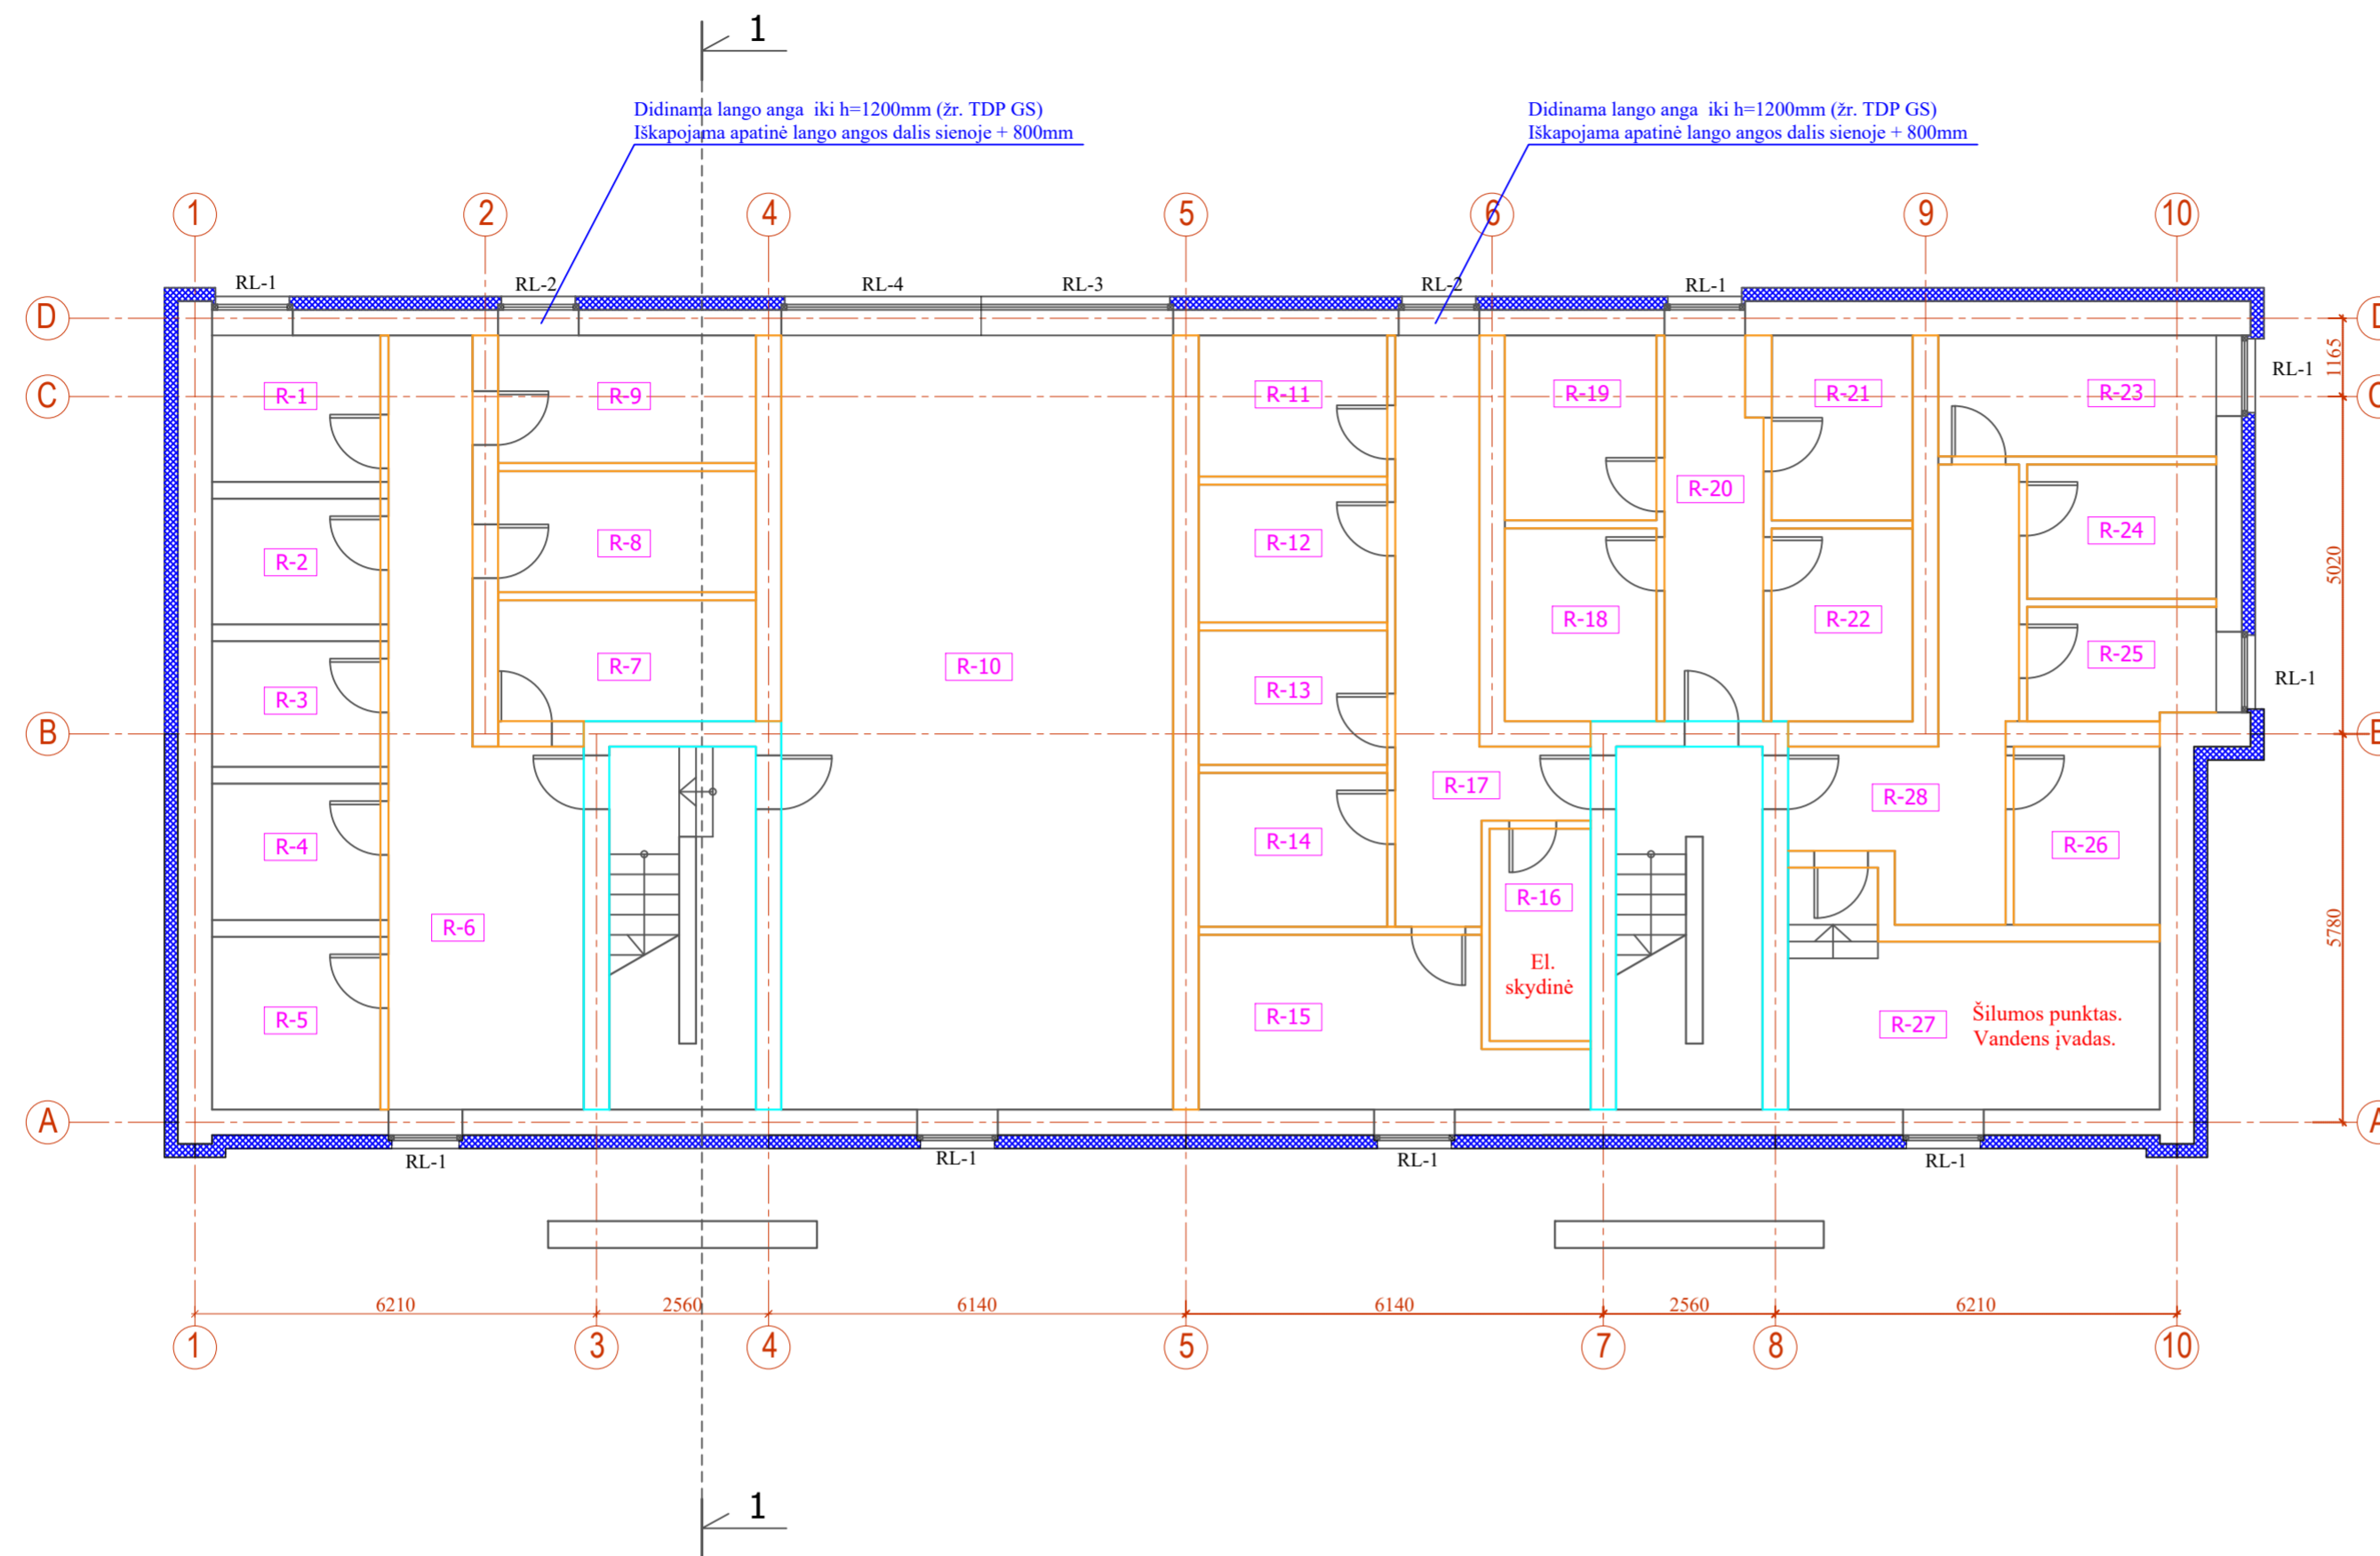 1
Didinama lango anga iki h=1200mm (žr. TDP GS)
Iškapojama apatinė lango angos dalis sienoje + 800mm
Didinama lango anga iki h=1200mm (žr. TDP GS)
Iškapojama apatinė lango angos dalis sienoje + 800mm
1 2 4 5 6 9 10
RL-1 RL-2 RL-4 RL-3 RL-2 RL-1
D
1165
RL-1
C
R-1 R-9 R-11 R-19 R-21 R-23
R-20
R-2 R-8 R-12 R-24
5020
R-18 R-22
R-3 R-7 R-10 R-13 R-25
RL-1
B
R-17 R-28
R-4 R-14 R-26
R-6 R-16
5780
El.
skydinė
R-5 R-15 R-27
Šilumos punktas.
Vandens įvadas.
A
RL-1 RL-1 RL-1 RL-1
6210 2560 6140 6140 2560 6210
1 3 4 5 7 8 10
1